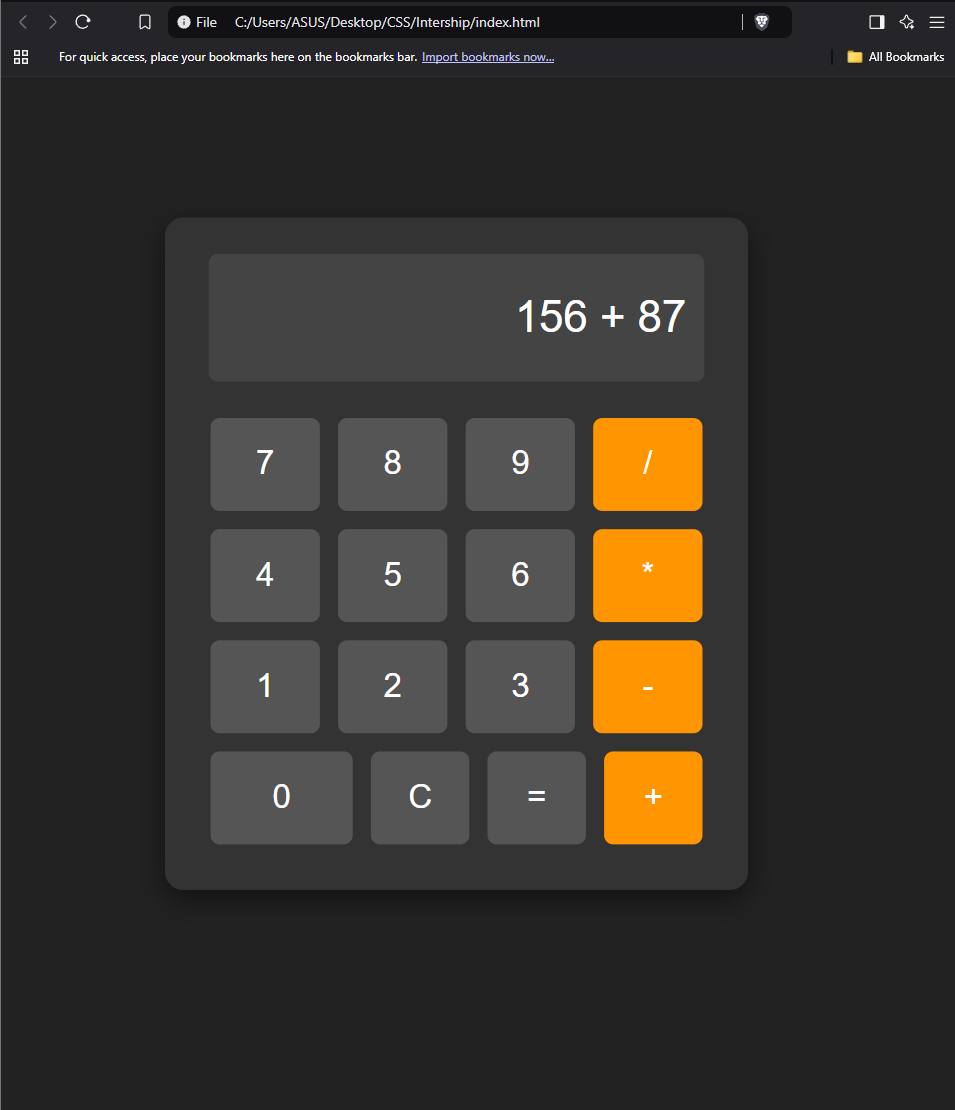 File C:/Users/ASUS/Desktop/CSS/Intership/index.html
For quick access, place your bookmarks here on the bookmarks bar. Import bookmarks now... All Bookmarks
156 + 87
7 8 9 /
4 5 6 *
1 2 3 -
0 C = +